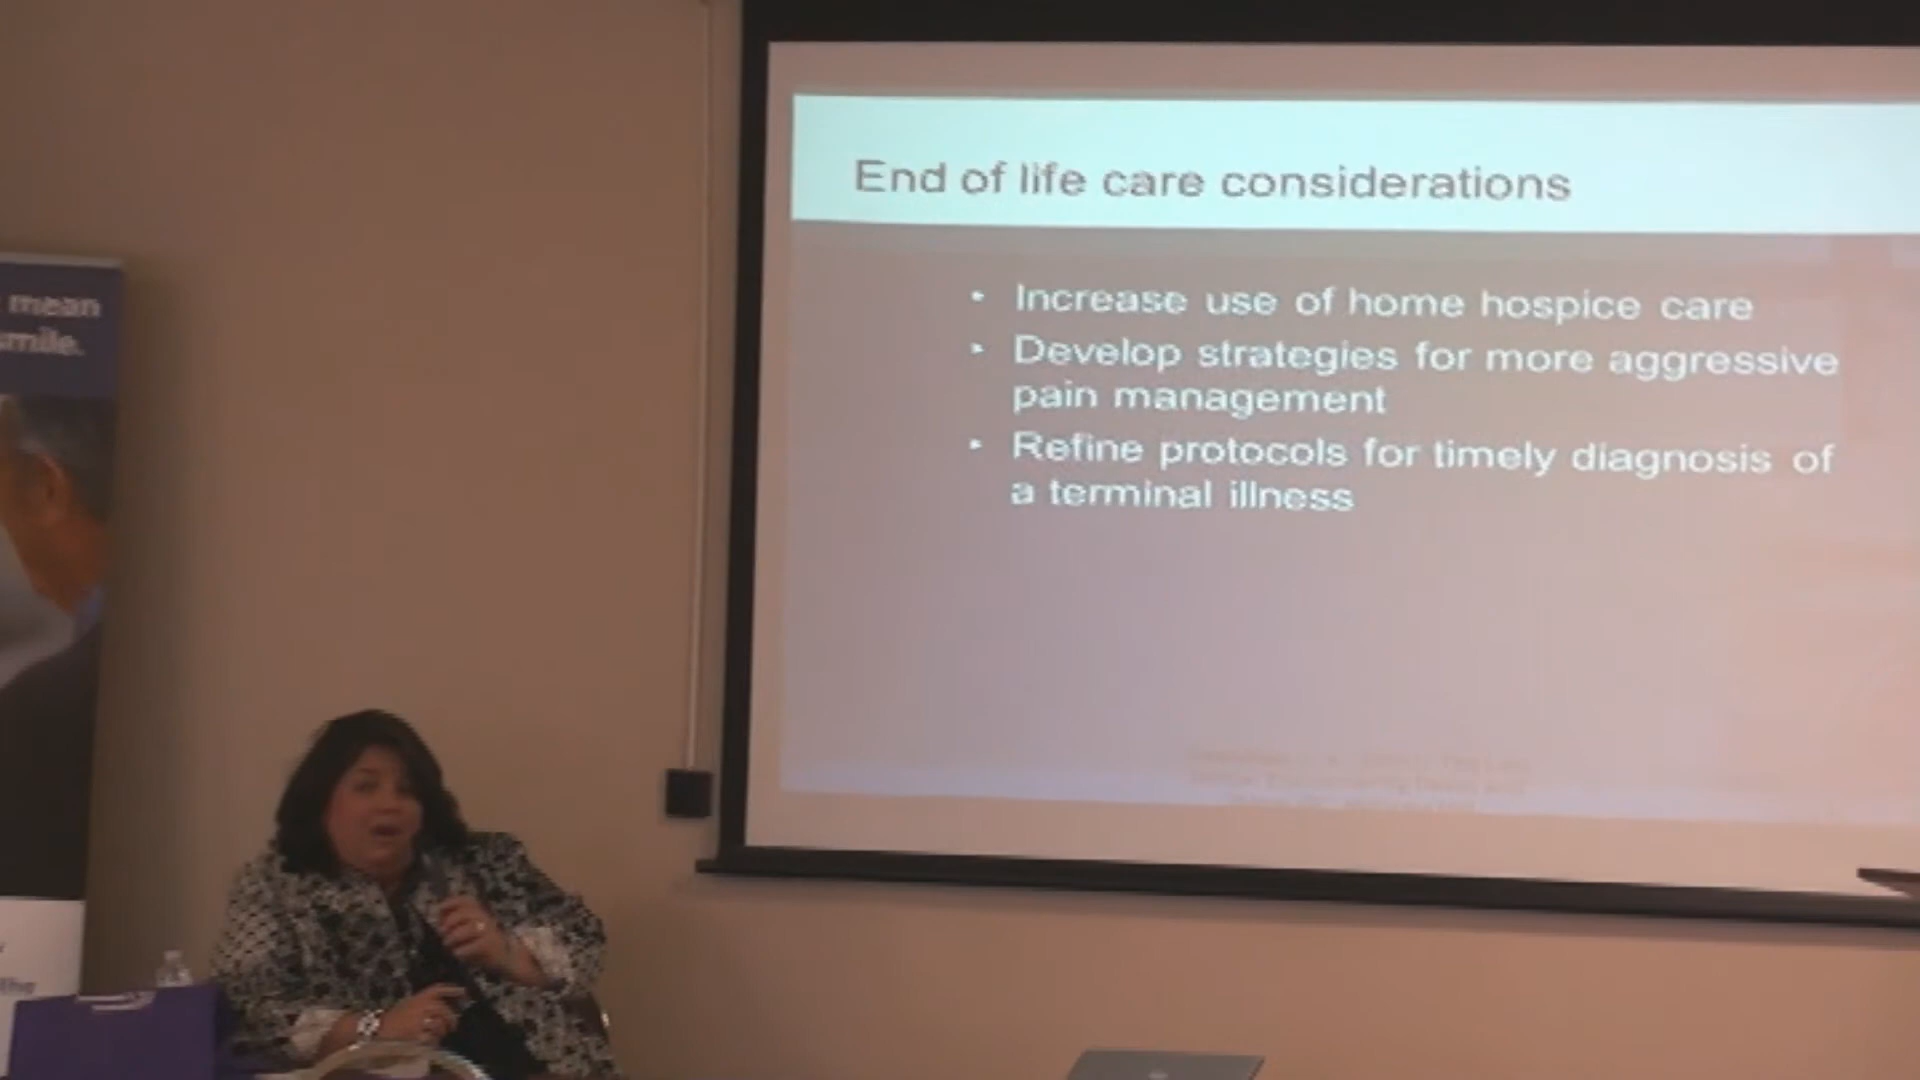 mean
smile.
End of life care considerations
• Increase use of home hospice care
• Develop strategies for more aggressive
pain management
• Refine protocols for timely diagnosis of
a terminal illness